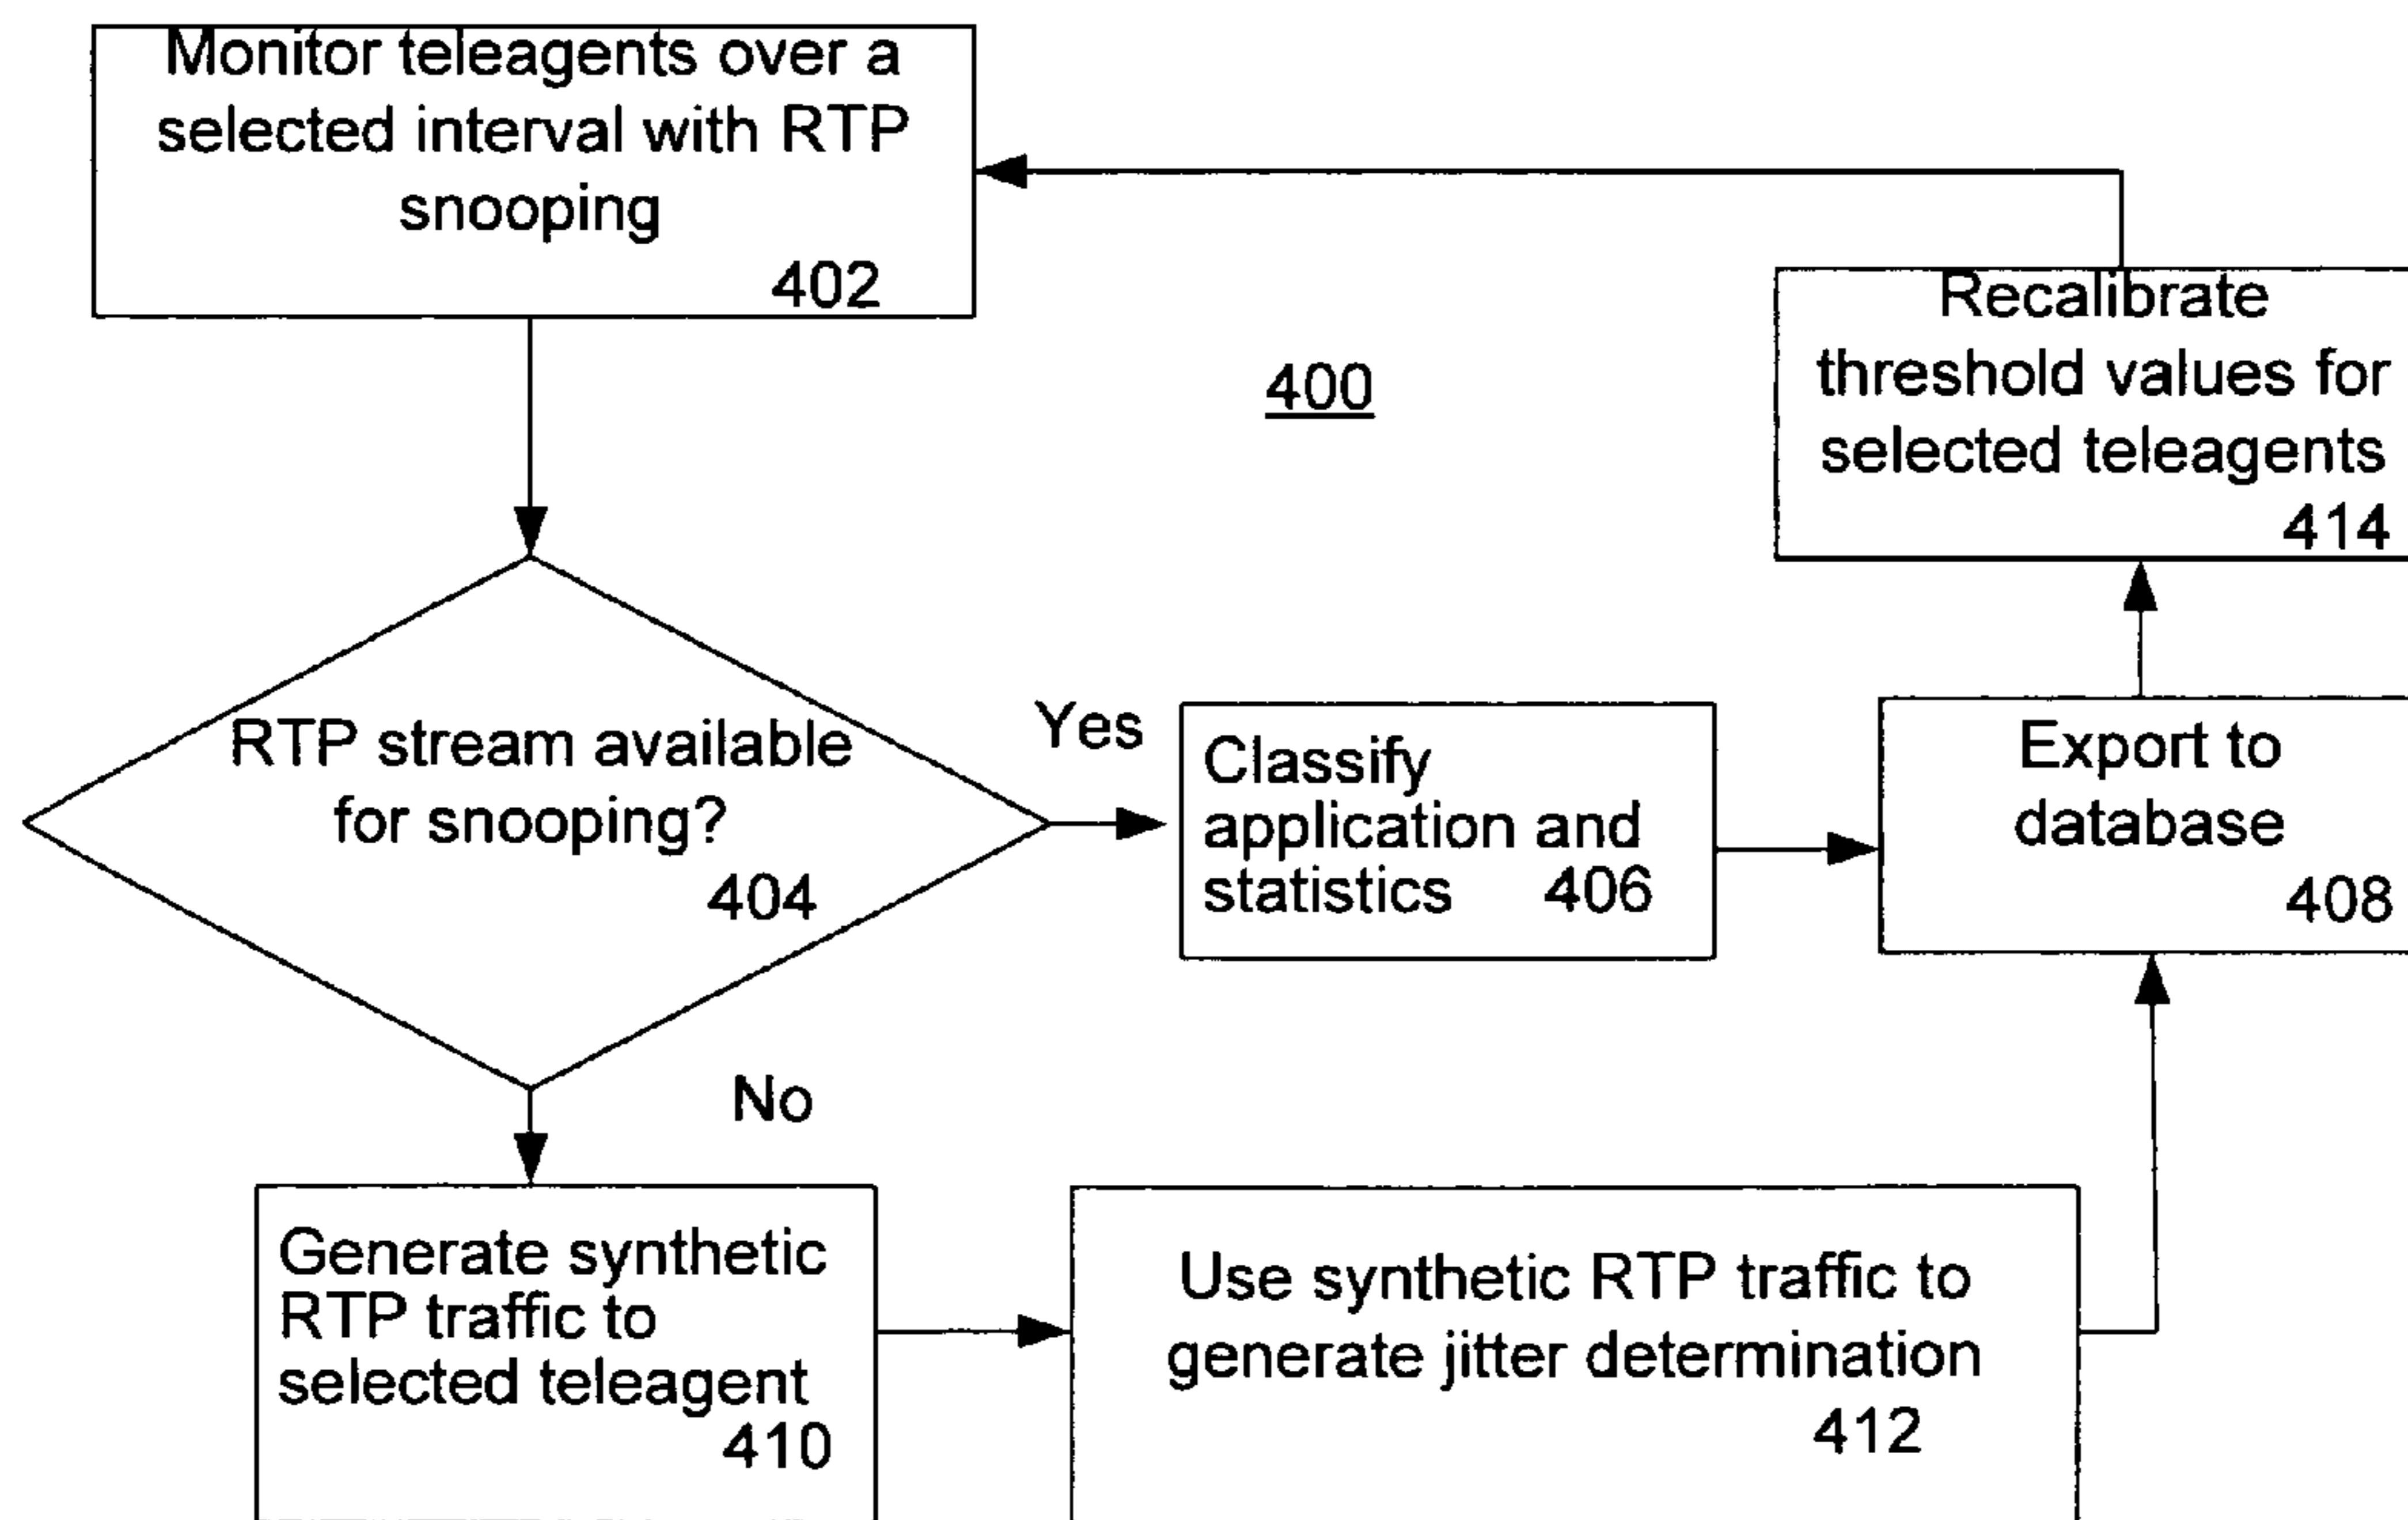 Monitor teleagents over a
selected interval with RTP
snooping
402
400
Recalibrate
threshold values for
selected teleagents
414
RTP stream available
for snooping?
404
Yes
Classify
application and
statistics 406
Export to
database
408
No
Generate synthetic
RTP traffic to
selected teleagent
410
Use synthetic RTP traffic to
generate jitter determination
412